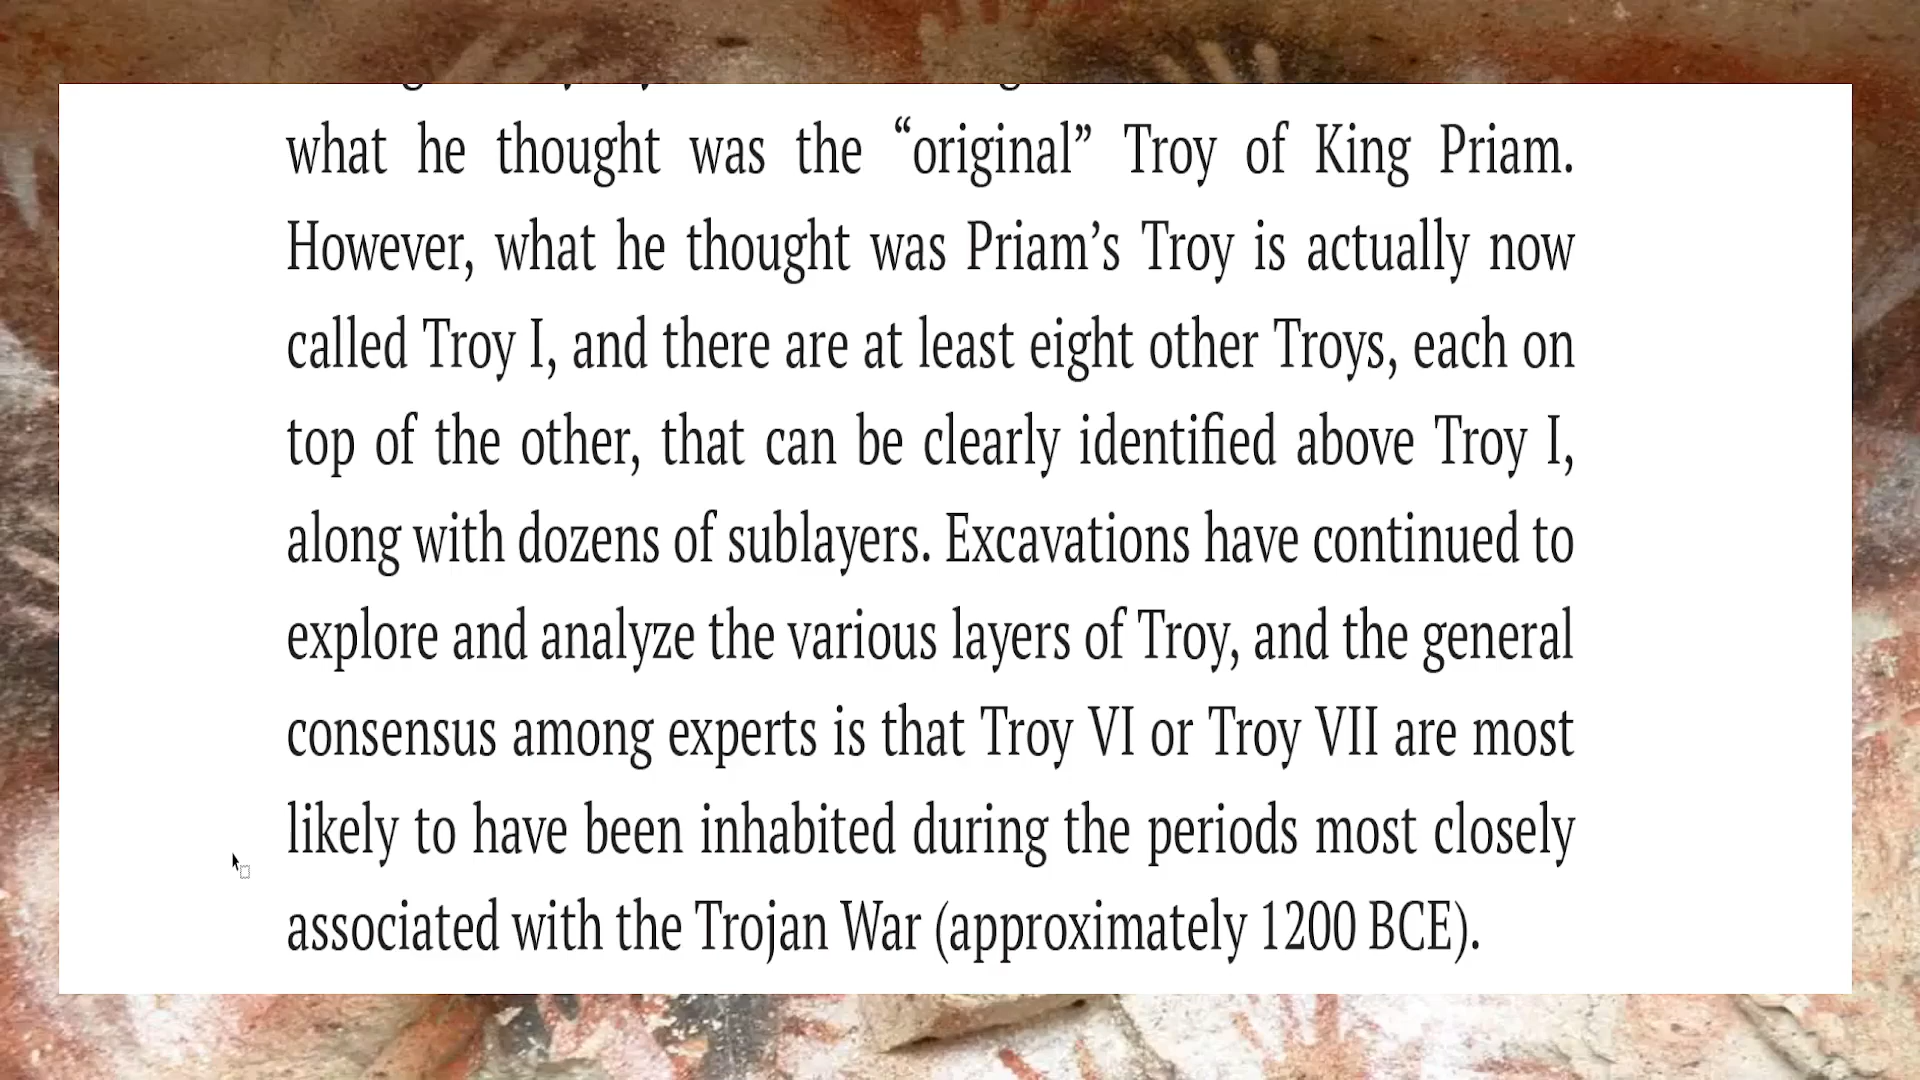 what he thought was the “original” Troy of King Priam.
However, what he thought was Priam’s Troy is actually now
called Troy I, and there are at least eight other Troys, each on
top of the other, that can be clearly identified above Troy I,
along with dozens of sublayers. Excavations have continued to
explore and analyze the various layers of Troy, and the general
consensus among experts is that Troy VI or Troy VII are most
likely to have been inhabited during the periods most closely
associated with the Trojan War (approximately 1200 BCE).